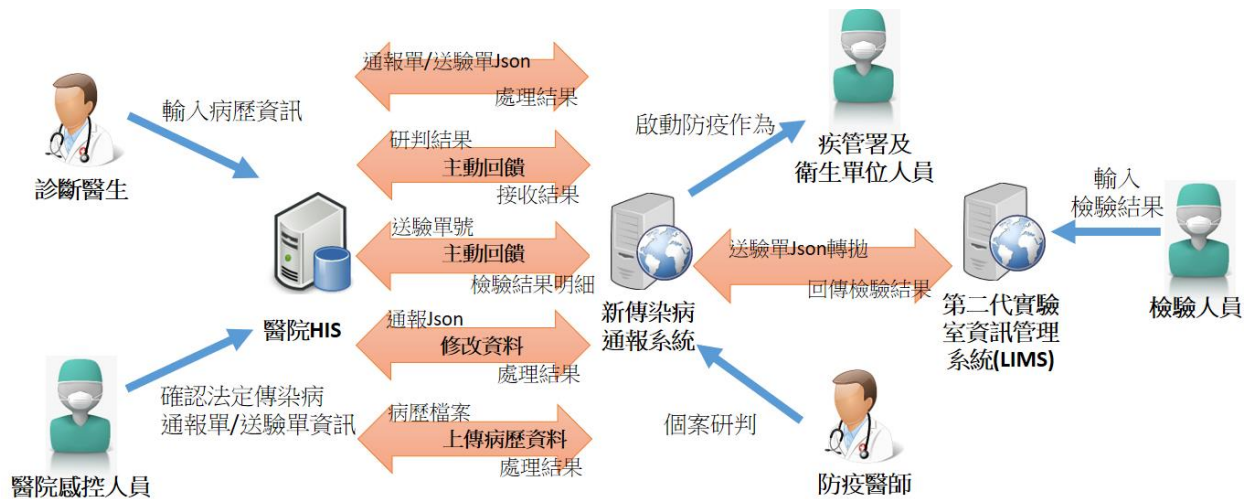 通報單/送驗單Json
處理結果
輸入病歷資訊
診斷醫生
研判結果
主動回饋
接收結果
啟動防疫作為
疾管署及
衛生單位人員
輸入
檢驗結果
送驗單號
主動回饋
檢驗結果明細
送驗單Json轉拋
回傳檢驗結果
醫院HIS
新傳染病
通報系統
第二代實驗
室資訊管理
系統(LIMS)
檢驗人員
通報Json
修改資料
處理結果
確認法定傳染病
通報單/送驗單資訊
病歷檔案
上傳病歷資料
處理結果
個案研判
醫院感控人員
防疫醫師